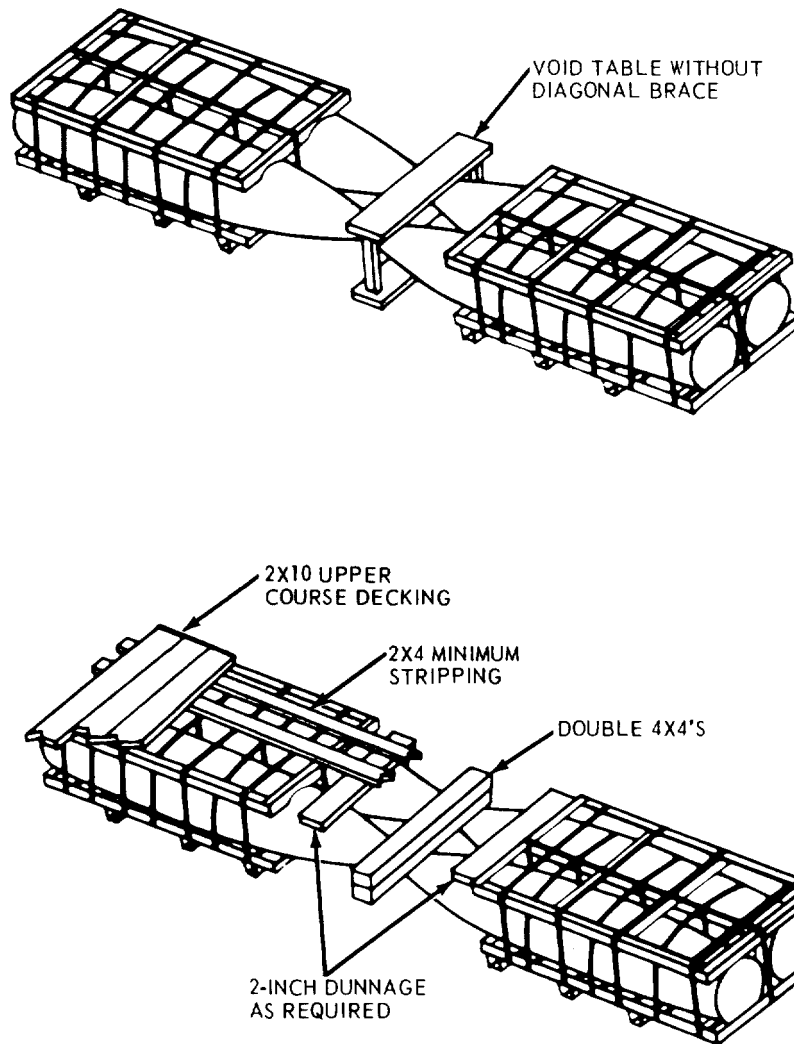 VOID TABLE WITHOUT
DIAGONAL BRACE
2X10 UPPER
COURSE DECKING
2X4 MINIMUM
STRIPPING
DOUBLE 4X4'S
2-INCH DUNNAGE
AS REQUIRED